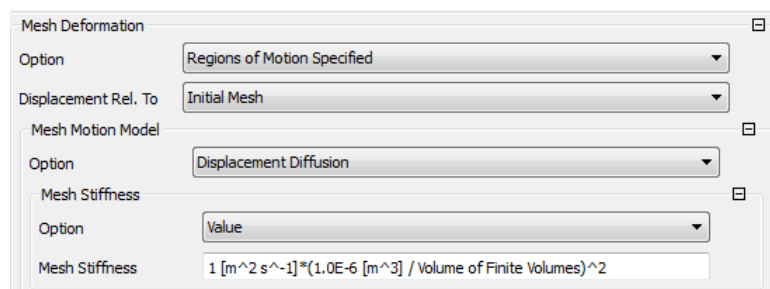 Mesh Deformation
Option Regions of Motion Specified
Displacement Rel. To Initial Mesh
Mesh Motion Model
Option Displacement Diffusion
Mesh Stiffness
Option Value
Mesh Stiffness 1 [m^2 s^-1]*(1.0E-6 [m^3] / Volume of Finite Volumes)^2